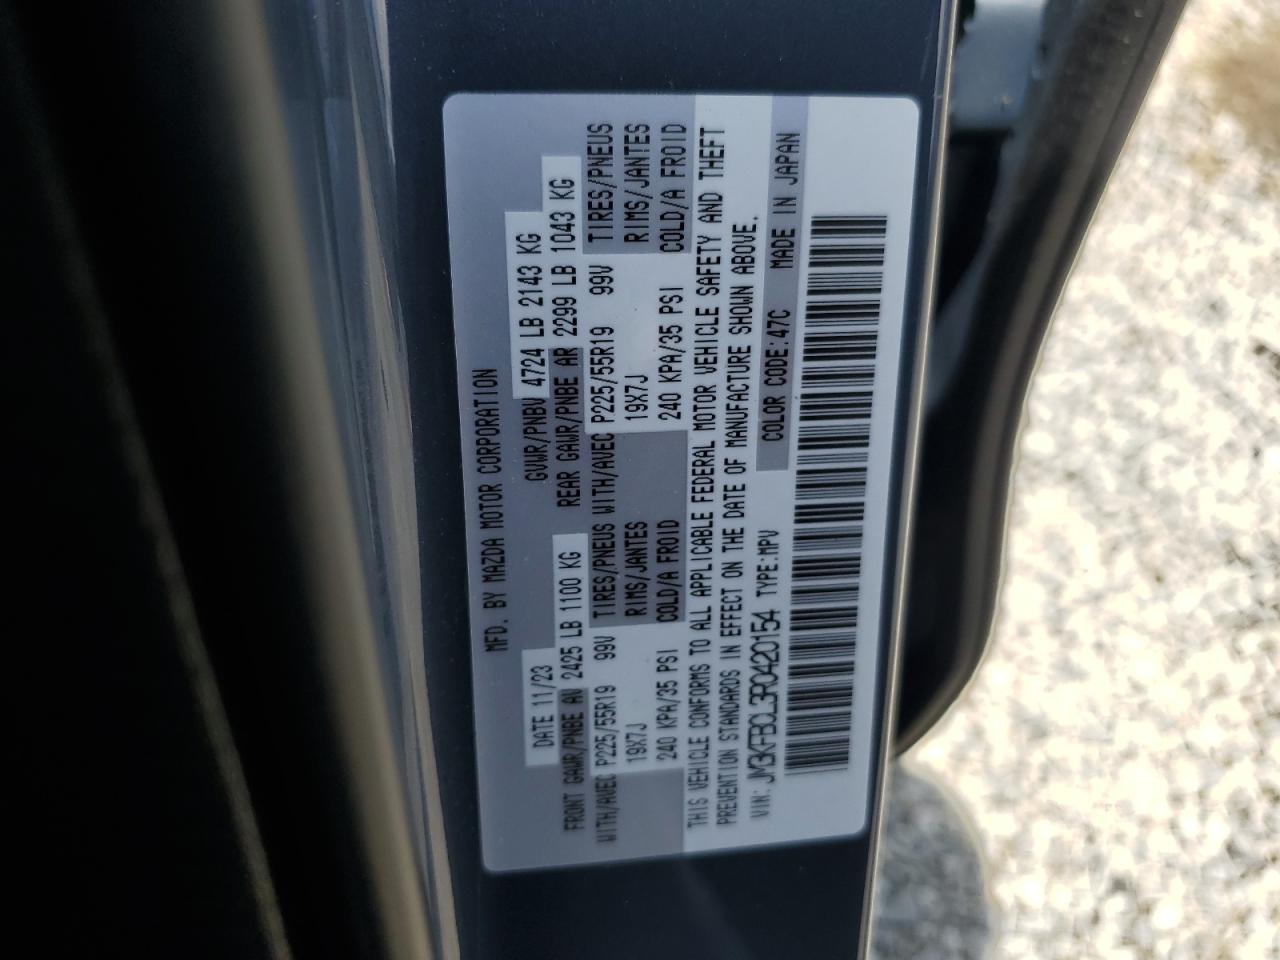 MFD. BY MAZDA MOTOR CORPORATION
DATE 11/23 GVWR/PNBV 4724 LB 2143 KG
FRONT GAWR/PNBE AV 2425 LB 1100 KG REAR GAWR/PNBE AR 2299 LB 1043 KG
WITH/AVEC P225/55R19 99V TIRES/PNEUS WITH/AVEC P225/55R19 99V TIRES/PNEUS
19X7J RIMS/JANTES 19X7J RIMS/JANTES
240 KPA/35 PSI COLD/A FROID 240 KPA/35 PSI COLD/A FROID
THIS VEHICLE CONFORMS TO ALL APPLICABLE FEDERAL MOTOR VEHICLE SAFETY AND THEFT
PREVENTION STANDARDS IN EFFECT ON THE DATE OF MANUFACTURE SHOWN ABOVE.
VIN: JM3KFBCL3R0420154 TYPE:MPV COLOR CODE:47C MADE IN JAPAN